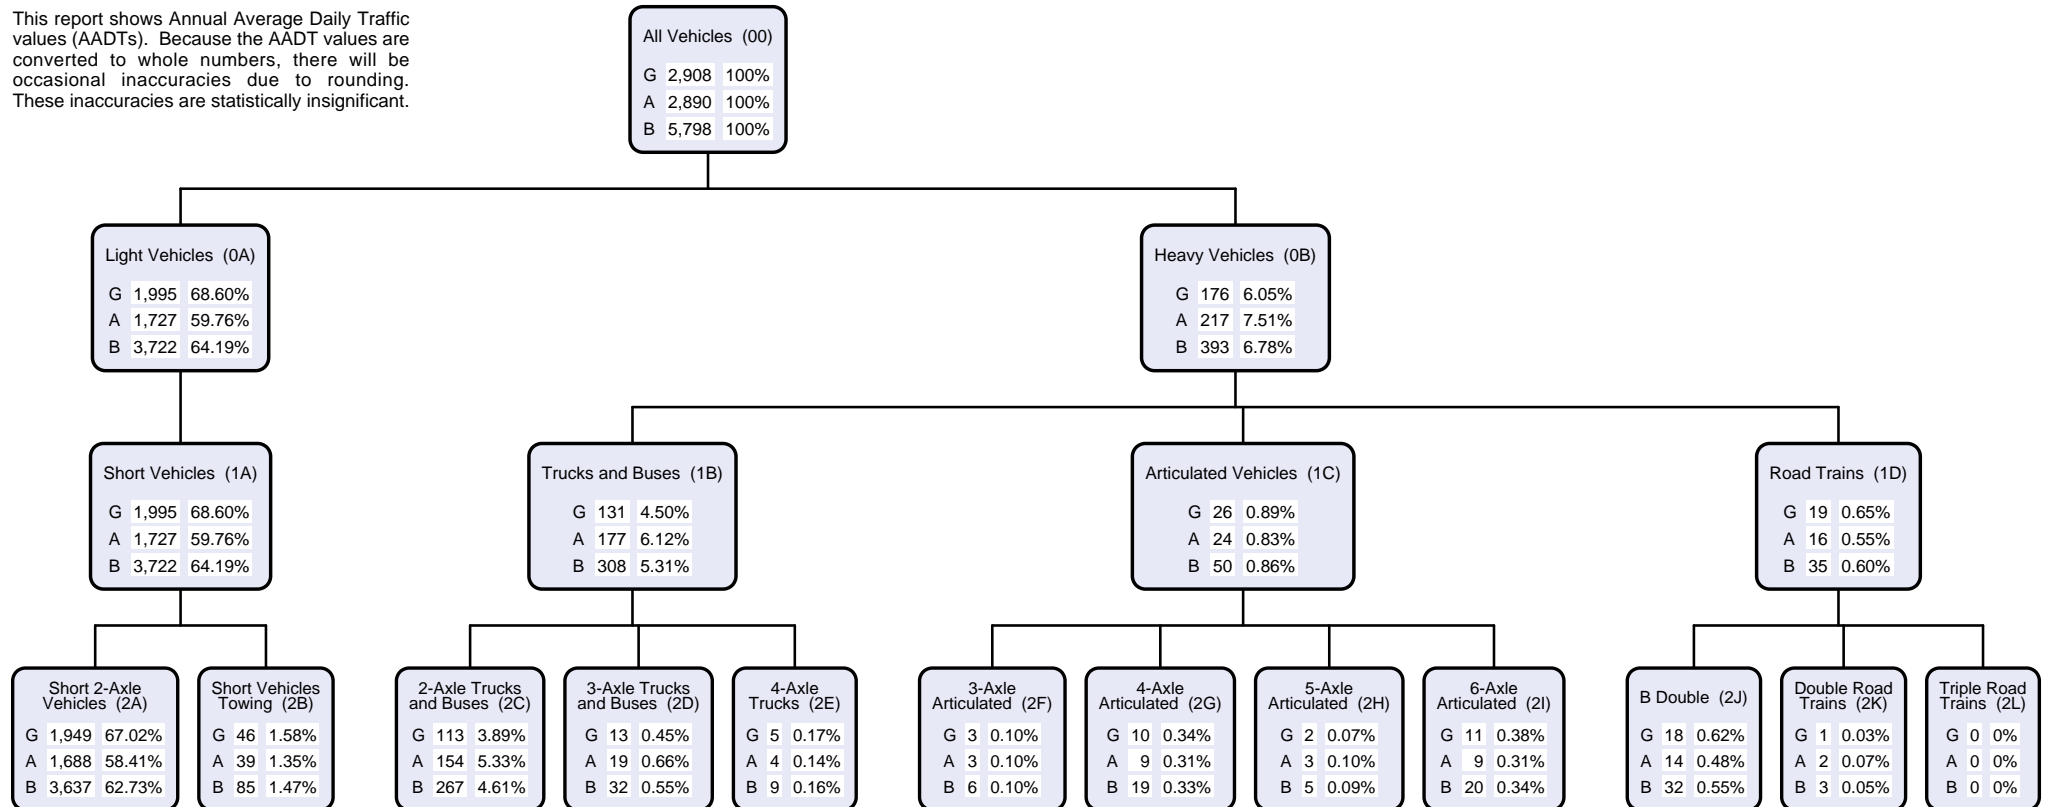 This report shows Annual Average Daily Traffic
values (AADTs). Because the AADT values are
converted to whole numbers, there will be
occasional inaccuracies due to rounding.
These inaccuracies are statistically insignificant.
All Vehicles (00)
G 2,908 100%
A 2,890 100%
B 5,798 100%
Light Vehicles (0A)
G 1,995 68.60%
A 1,727 59.76%
B 3,722 64.19%
Heavy Vehicles (0B)
G 176 6.05%
A 217 7.51%
B 393 6.78%
Short Vehicles (1A)
G 1,995 68.60%
A 1,727 59.76%
B 3,722 64.19%
Trucks and Buses (1B)
G 131 4.50%
A 177 6.12%
B 308 5.31%
Articulated Vehicles (1C)
G 26 0.89%
A 24 0.83%
B 50 0.86%
Road Trains (1D)
G 19 0.65%
A 16 0.55%
B 35 0.60%
Short 2-Axle
Vehicles (2A)
G 1,949 67.02%
A 1,688 58.41%
B 3,637 62.73%
Short Vehicles
Towing (2B)
G 46 1.58%
A 39 1.35%
B 85 1.47%
2-Axle Trucks
and Buses (2C)
G 113 3.89%
A 154 5.33%
B 267 4.61%
3-Axle Trucks
and Buses (2D)
G 13 0.45%
A 19 0.66%
B 32 0.55%
4-Axle
Trucks (2E)
G 5 0.17%
A 4 0.14%
B 9 0.16%
3-Axle
Articulated (2F)
G 3 0.10%
A 3 0.10%
B 6 0.10%
4-Axle
Articulated (2G)
G 10 0.34%
A 9 0.31%
B 19 0.33%
5-Axle
Articulated (2H)
G 2 0.07%
A 3 0.10%
B 5 0.09%
6-Axle
Articulated (2I)
G 11 0.38%
A 9 0.31%
B 20 0.34%
B Double (2J)
G 18 0.62%
A 14 0.48%
B 32 0.55%
Double Road
Trains (2K)
G 1 0.03%
A 2 0.07%
B 3 0.05%
Triple Road
Trains (2L)
G 0 0%
A 0 0%
B 0 0%